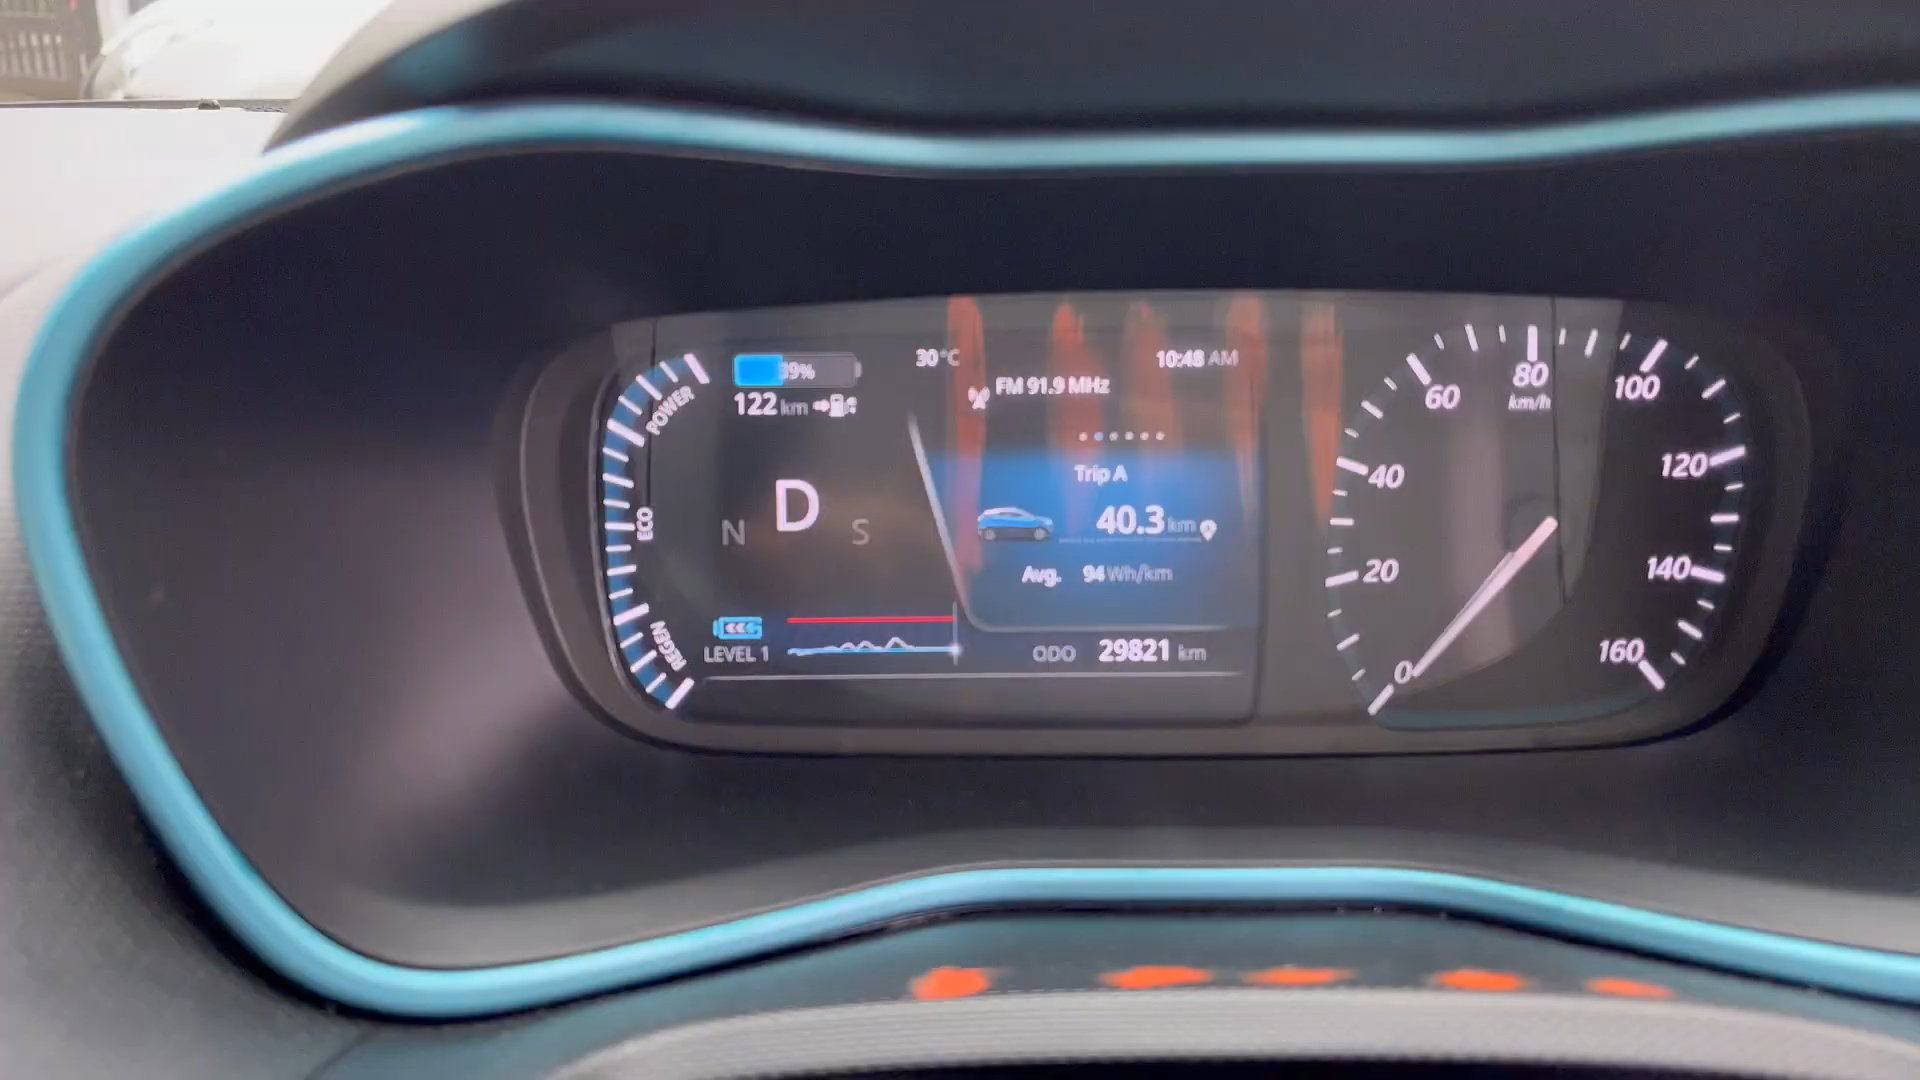 39%
30°C
10:48 AM
FM 91.9 MHz
122 km
POWER
ECO
REGEN
N D S
Trip A
40.3 km
Avg. 94 Wh/km
LEVEL 1
ODO 29821 km
0
20
40
60
80
km/h
100
120
140
160